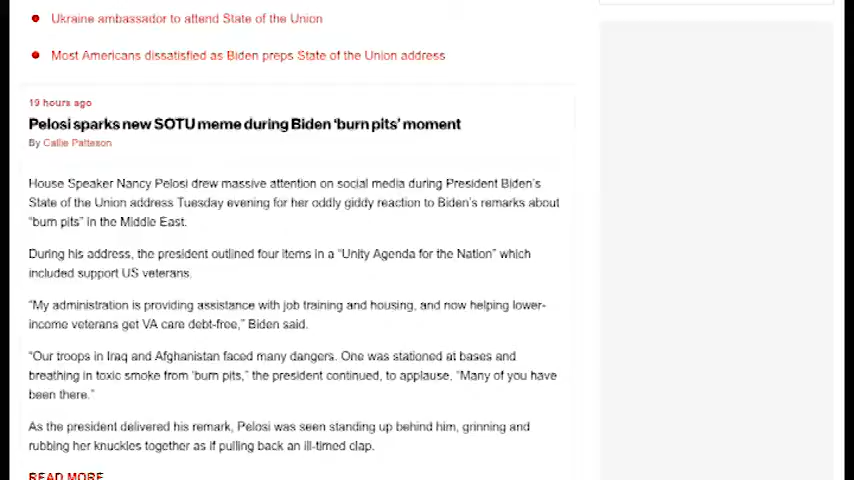 Ukraine ambassador to attend State of the Union
Most Americans dissatisfied as Biden preps State of the Union address
19 hours ago
Pelosi sparks new SOTU meme during Biden ‘burn pits’ moment
By Callie Patteson
House Speaker Nancy Pelosi drew massive attention on social media during President Biden’s
State of the Union address Tuesday evening for her oddly giddy reaction to Biden’s remarks about
“burn pits” in the Middle East.
During his address, the president outlined four items in a “Unity Agenda for the Nation” which
included support US veterans.
“My administration is providing assistance with job training and housing, and now helping lower-
income veterans get VA care debt-free,” Biden said.
“Our troops in Iraq and Afghanistan faced many dangers. One was stationed at bases and
breathing in toxic smoke from ‘burn pits,” the president continued, to applause. “Many of you have
been there.”
As the president delivered his remark, Pelosi was seen standing up behind him, grinning and
rubbing her knuckles together as if pulling back an ill-timed clap.
READ MORE